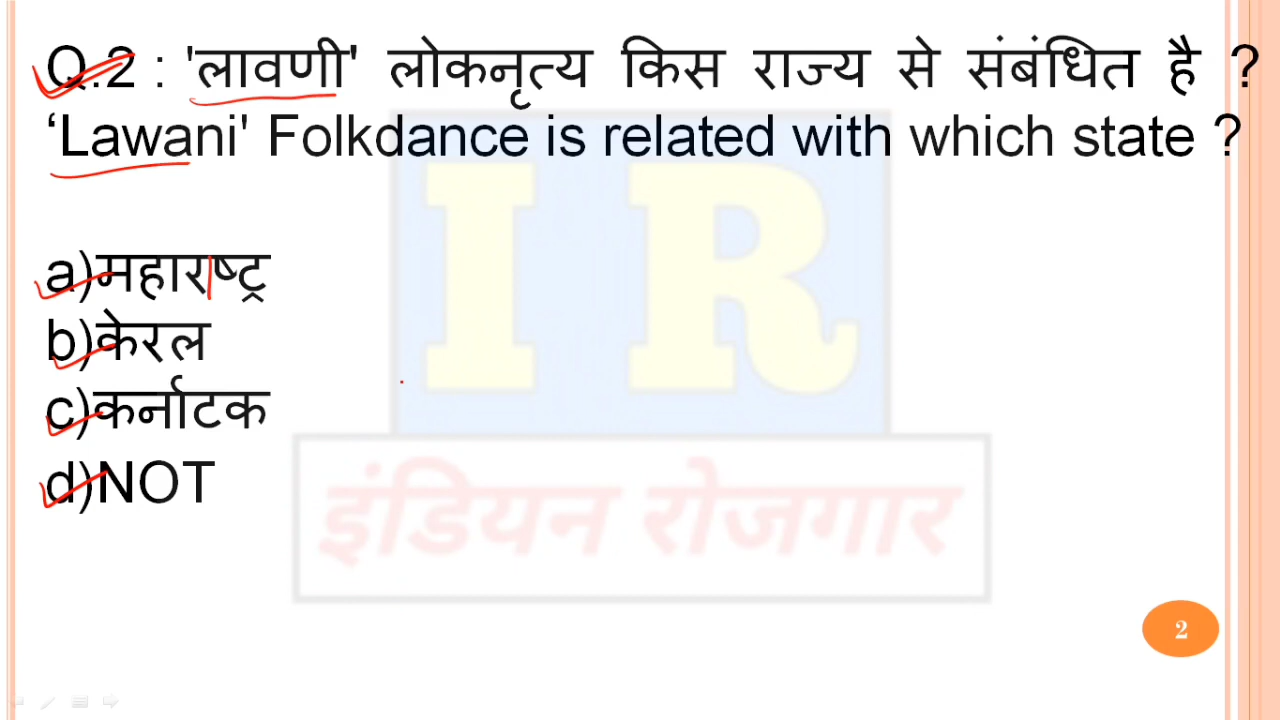 Q.2 : 'लावणी' लोकनृत्य किस राज्य से संबंधित है ?
‘Lawani' Folkdance is related with which state ?
a)महाराष्ट्र
b)केरल
c)कर्नाटक
d)NOT
I R
इंडियन रोजगार
2